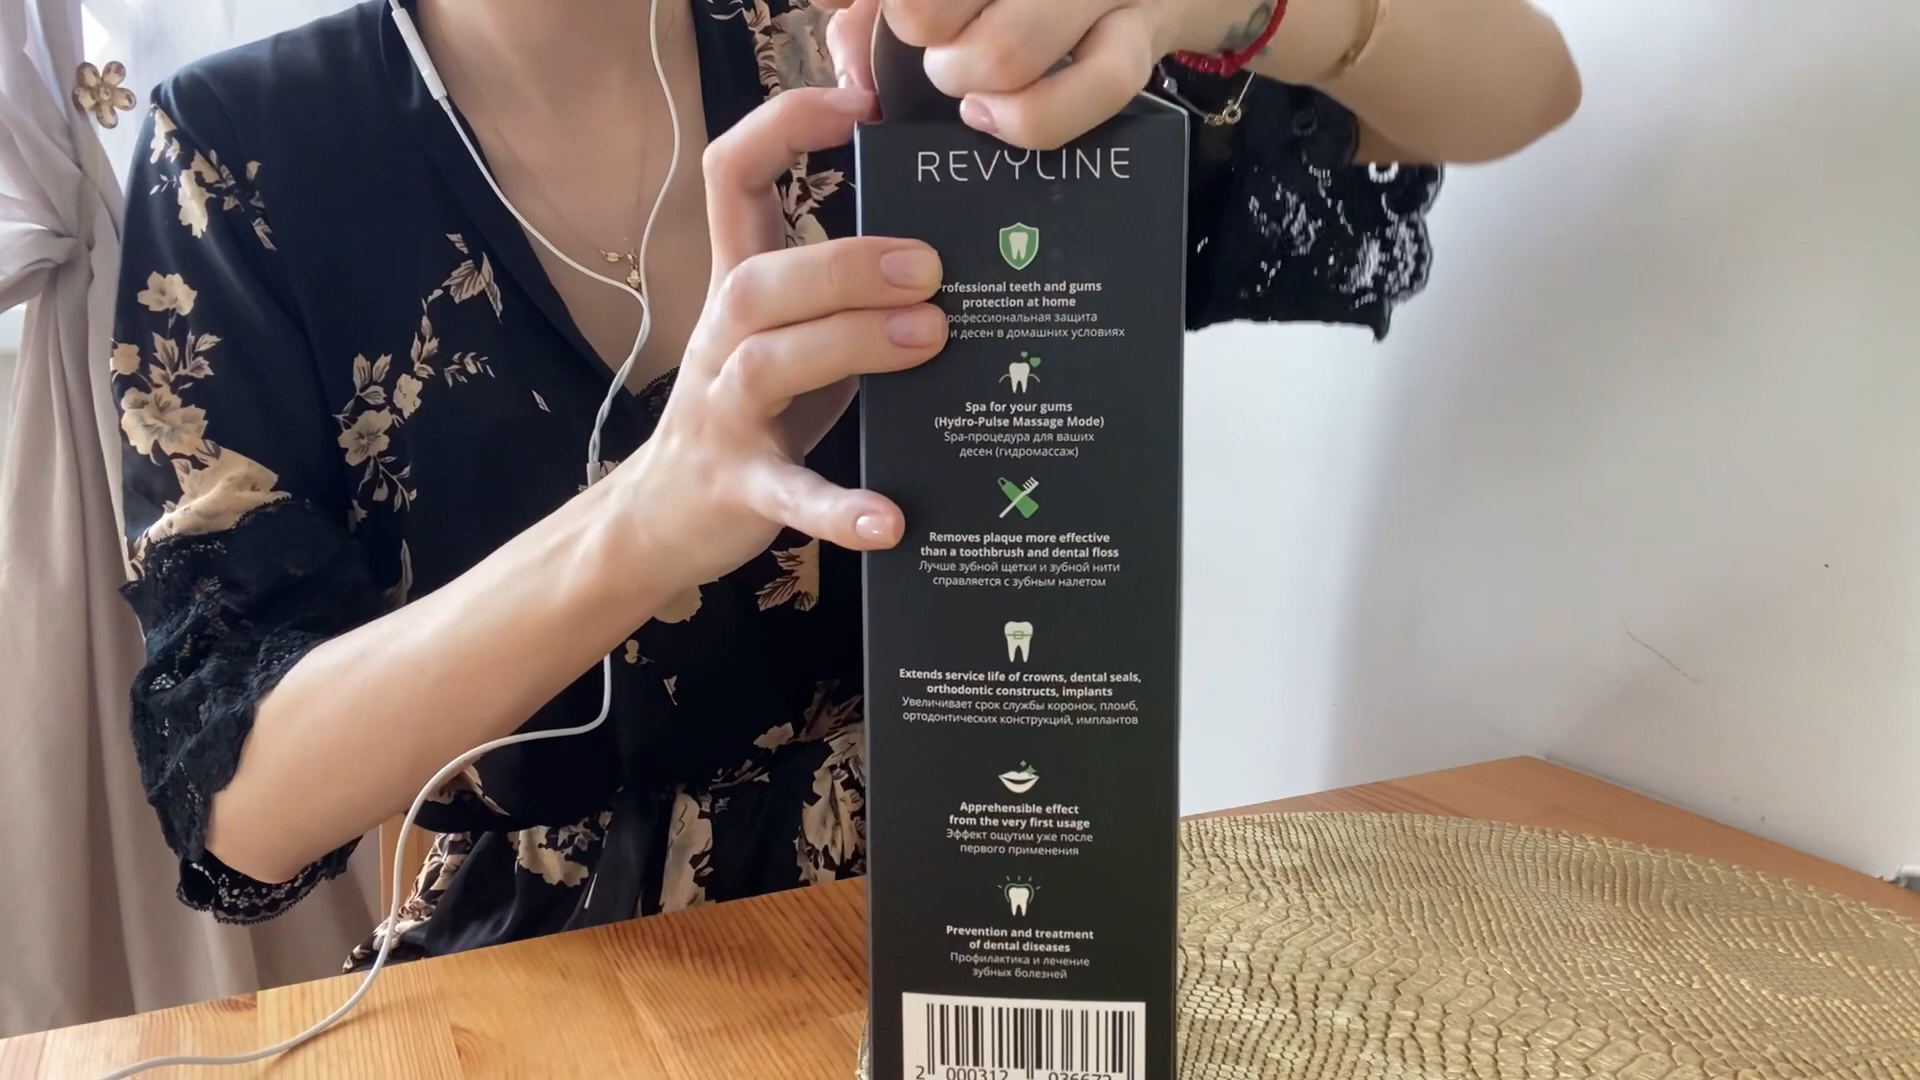 REVYLINE
rofessional teeth and gums
protection at home
рофессиональная защита
и десен в домашних условиях
Spa for your gums
(Hydro-Pulse Massage Mode)
Spa-процедура для ваших
десен (гидромассаж)
Removes plaque more effective
than a toothbrush and dental floss
Лучше зубной щетки и зубной нити
справляется с зубным налетом
Extends service life of crowns, dental seals,
orthodontic constructs, implants
Увеличивает срок службы коронок, пломб,
ортодонтических конструкций, имплантов
Apprehensible effect
from the very first usage
Эффект ощутим уже после
первого применения
Prevention and treatment
of dental diseases
Профилактика и лечение
зубных болезней
2 000312 036672